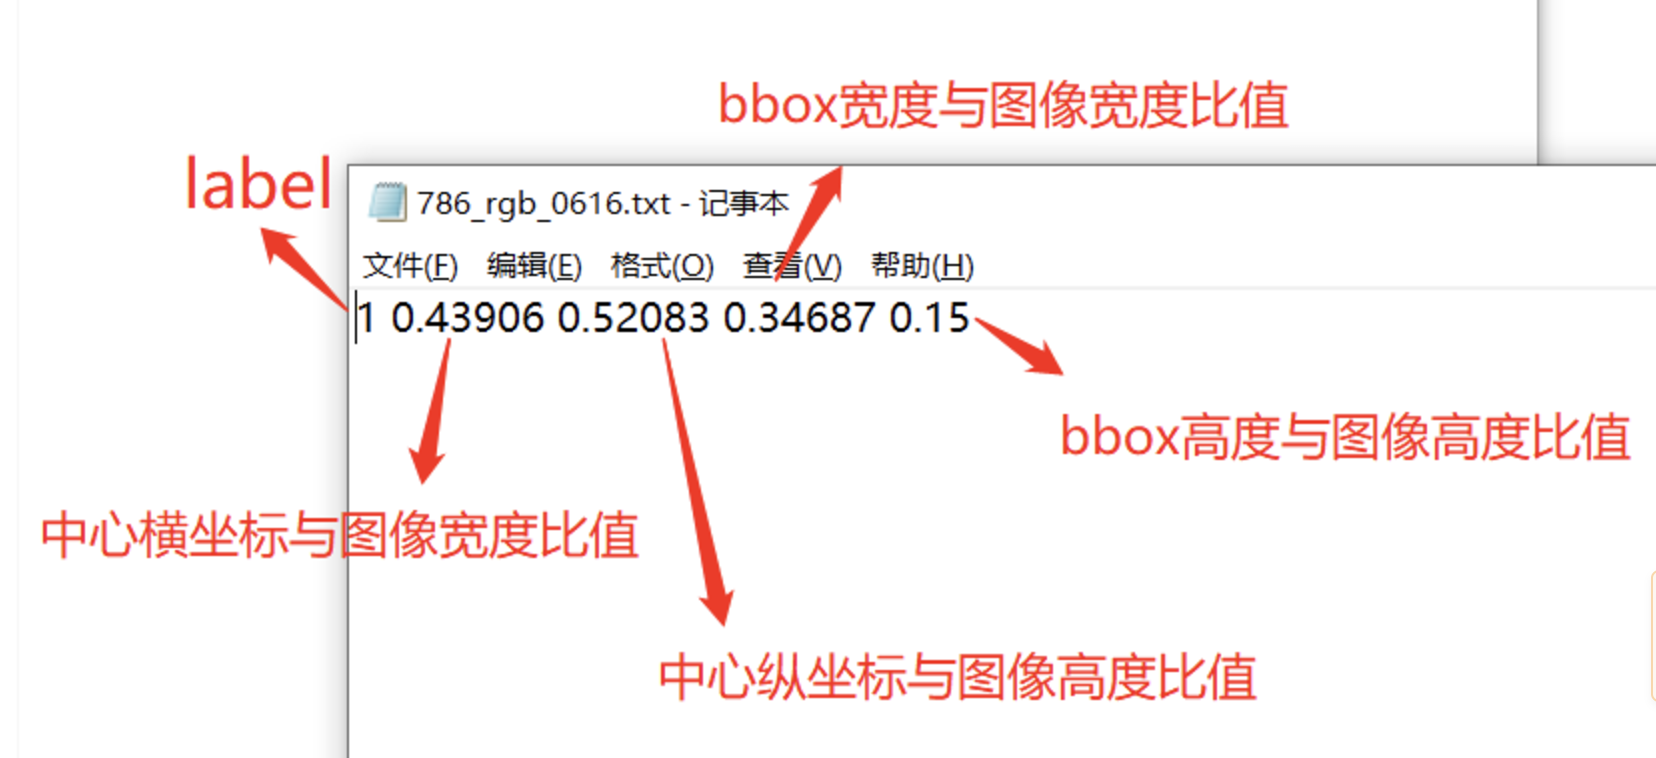 bbox宽度与图像宽度比值
label
786_rgb_0616.txt - 记事本
文件(F) 编辑(E) 格式(O) 查看(V) 帮助(H)
1 0.43906 0.52083 0.34687 0.15
bbox高度与图像高度比值
中心横坐标与图像宽度比值
中心纵坐标与图像高度比值